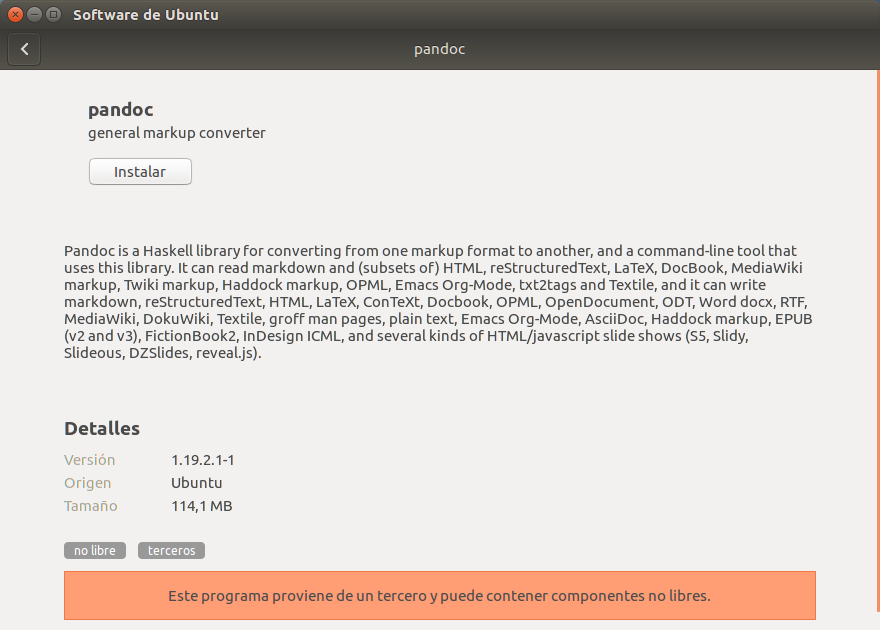 Software de Ubuntu
pandoc
pandoc
general markup converter
Instalar
Pandoc is a Haskell library for converting from one markup format to another, and a command-line tool that
uses this library. It can read markdown and (subsets of) HTML, reStructuredText, LaTeX, DocBook, MediaWiki
markup, Twiki markup, Haddock markup, OPML, Emacs Org-Mode, txt2tags and Textile, and it can write
markdown, reStructuredText, HTML, LaTeX, ConTeXt, Docbook, OPML, OpenDocument, ODT, Word docx, RTF,
MediaWiki, DokuWiki, Textile, groff man pages, plain text, Emacs Org-Mode, AsciiDoc, Haddock markup, EPUB
(v2 and v3), FictionBook2, InDesign ICML, and several kinds of HTML/javascript slide shows (S5, Slidy,
Slideous, DZSlides, reveal.js).
Detalles
Versión 1.19.2.1-1
Origen Ubuntu
Tamaño 114,1 MB
no libre terceros
Este programa proviene de un tercero y puede contener componentes no libres.